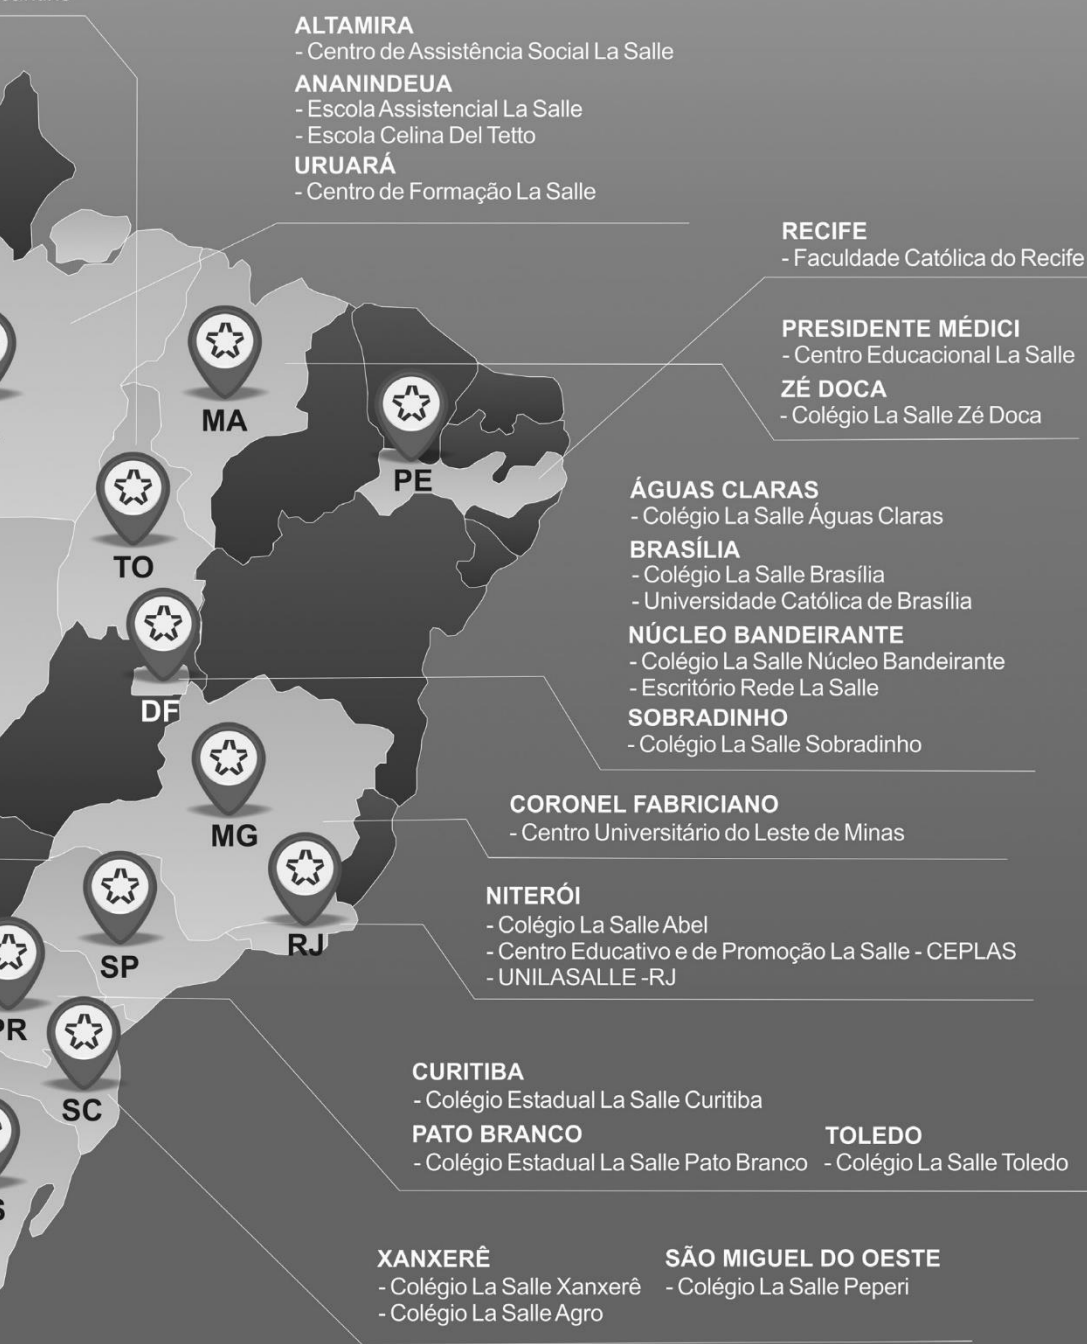 ALTAMIRA
- Centro de Assistência Social La Salle
ANANINDEUA
- Escola Assistencial La Salle
- Escola Celina Del Tetto
URUARÁ
- Centro de Formação La Salle
RECIFE
- Faculdade Católica do Recife
PRESIDENTE MÉDICI
- Centro Educacional La Salle
ZÉ DOCA
- Colégio La Salle Zé Doca
MA
PE
TO
DF
ÁGUAS CLARAS
- Colégio La Salle Águas Claras
BRASÍLIA
- Colégio La Salle Brasília
- Universidade Católica de Brasília
NÚCLEO BANDEIRANTE
- Colégio La Salle Núcleo Bandeirante
- Escritório Rede La Salle
SOBRADINHO
- Colégio La Salle Sobradinho
MG
CORONEL FABRICIANO
- Centro Universitário do Leste de Minas
RJ
SP
NITERÓI
- Colégio La Salle Abel
- Centro Educativo e de Promoção La Salle - CEPLAS
- UNILASALLE -RJ
PR
SC
CURITIBA
- Colégio Estadual La Salle Curitiba
PATO BRANCO
- Colégio Estadual La Salle Pato Branco
TOLEDO
- Colégio La Salle Toledo
S
XANXERÊ
- Colégio La Salle Xanxerê
- Colégio La Salle Agro
SÃO MIGUEL DO OESTE
- Colégio La Salle Peperi